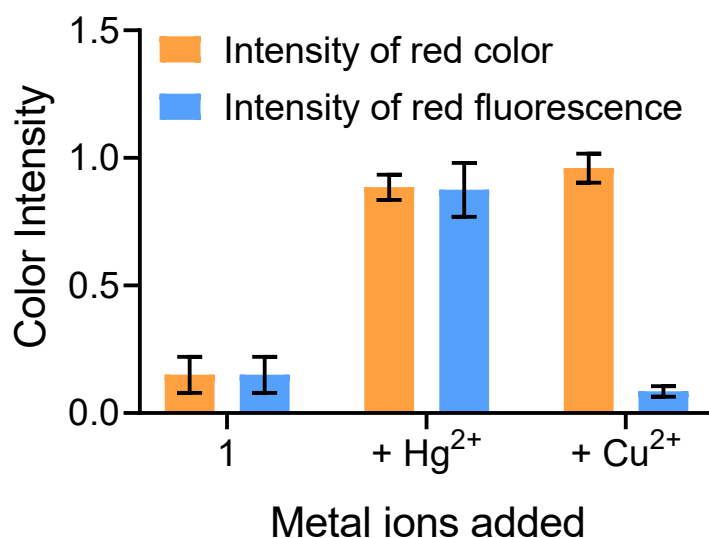 Intensity of red color
Intensity of red fluorescence
Color Intensity
1.5
1.0
0.5
0.0
1
+ Hg²⁺
+ Cu²⁺
Metal ions added